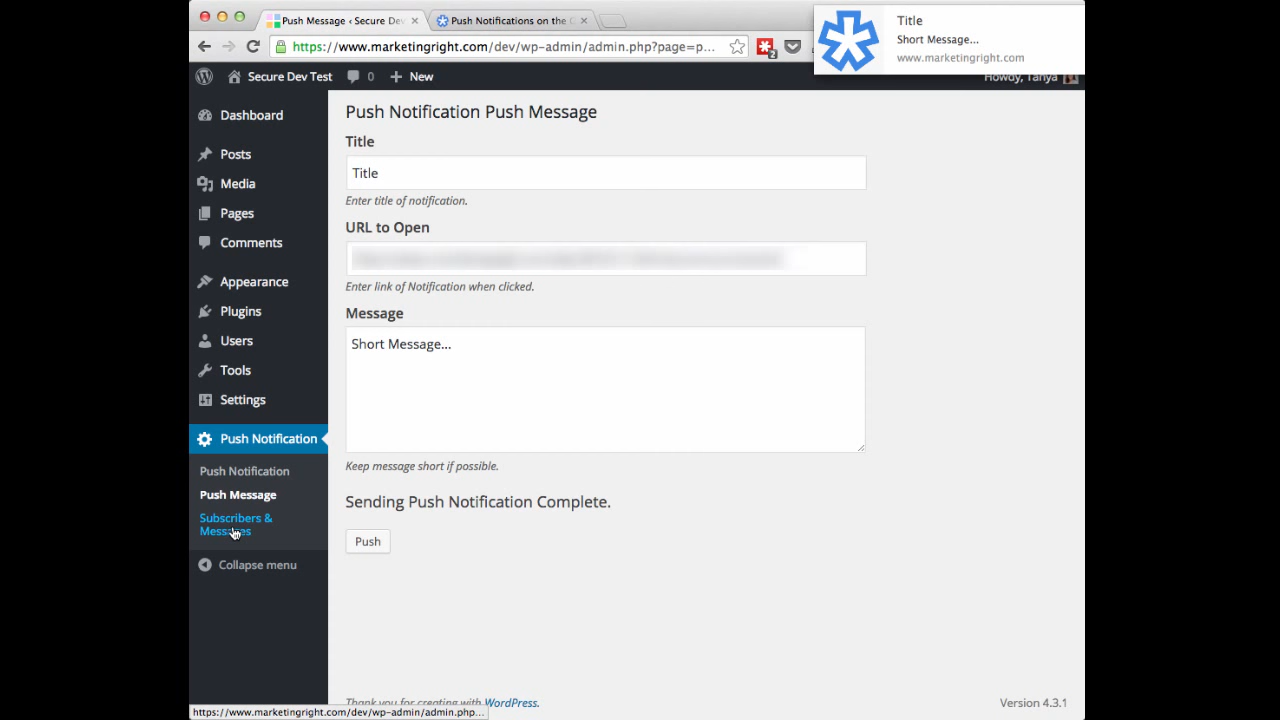 Push Message ‹ Secure De
Push Notifications on the
Title
Short Message...
www.marketingright.com
https://www.marketingright.com/dev/wp-admin/admin.php?page=p...
2
Secure Dev Test
0
New
Howdy, Tanya
Dashboard
Posts
Media
Pages
Comments
Appearance
Plugins
Users
Tools
Settings
Push Notification
Push Notification
Push Message
Subscribers &
Messages
Collapse menu
Push Notification Push Message
Title
Title
Enter title of notification.
URL to Open
Enter link of Notification when clicked.
Message
Short Message...
Keep message short if possible.
Sending Push Notification Complete.
Push
Thank you for creating with WordPress.
Version 4.3.1
https://www.marketingright.com/dev/wp-admin/admin.php...